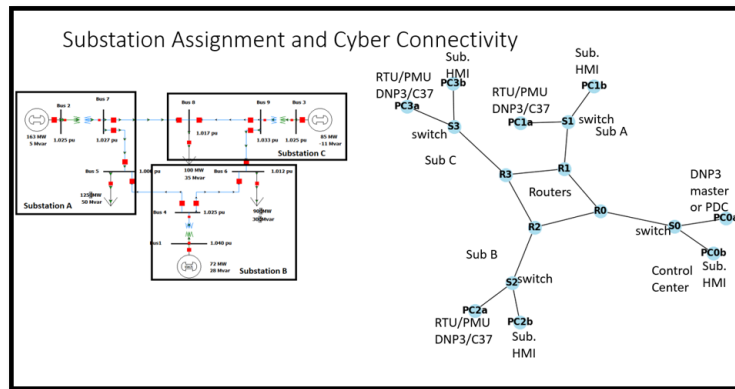 Substation Assignment and Cyber Connectivity
Bus 2
Bus 7
163 MW
5 Mvar
1.025 pu
1.027 pu
Bus 5
1.006 pu
125 MW
50 Mvar
Substation A
Bus 8
Bus 9
Bus 3
1.017 pu
1.033 pu
1.025 pu
85 MW
-11 Mvar
Substation C
100 MW
35 Mvar
Bus 6
1.012 pu
Bus 4
1.025 pu
90 MW
30 Mvar
Bus1
1.040 pu
72 MW
28 Mvar
Substation B
Sub.
HMI
RTU/PMU
DNP3/C37
PC3b
PC3a
switch
S3
Sub C
Sub.
HMI
PC1b
RTU/PMU
DNP3/C37
PC1a
S1
switch
Sub A
R3
R1
Routers
R0
R2
DNP3
master
or PDC
PC0a
switch
S0
PC0b
Control
Center
Sub.
HMI
Sub B
S2
switch
PC2a
RTU/PMU
DNP3/C37
PC2b
Sub.
HMI